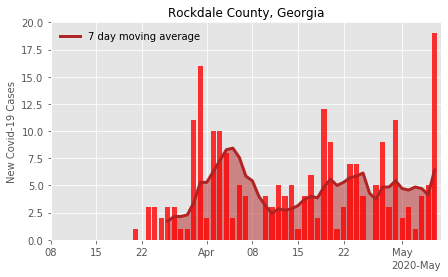 Rockdale County, Georgia
7 day moving average
New Covid-19 Cases
20.0
17.5
15.0
12.5
10.0
7.5
5.0
2.5
0.0
08 15 22 Apr 08 15 22 May
2020-May